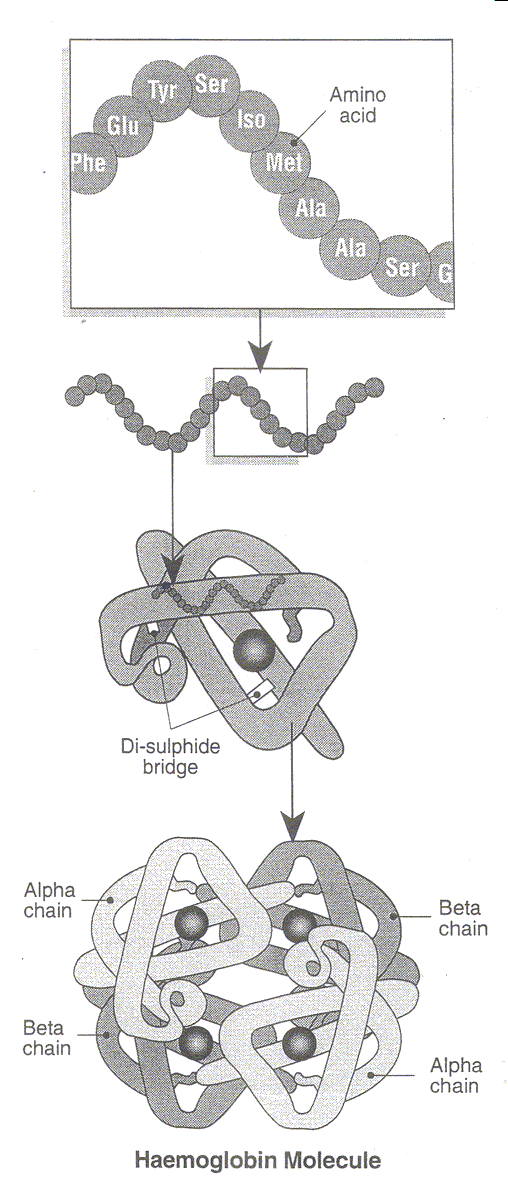 Phe
Glu
Tyr
Ser
Iso
Met
Ala
Ala
Ser
G
Amino
acid
Di-sulphide
bridge
Alpha
chain
Beta
chain
Beta
chain
Alpha
chain
Haemoglobin Molecule